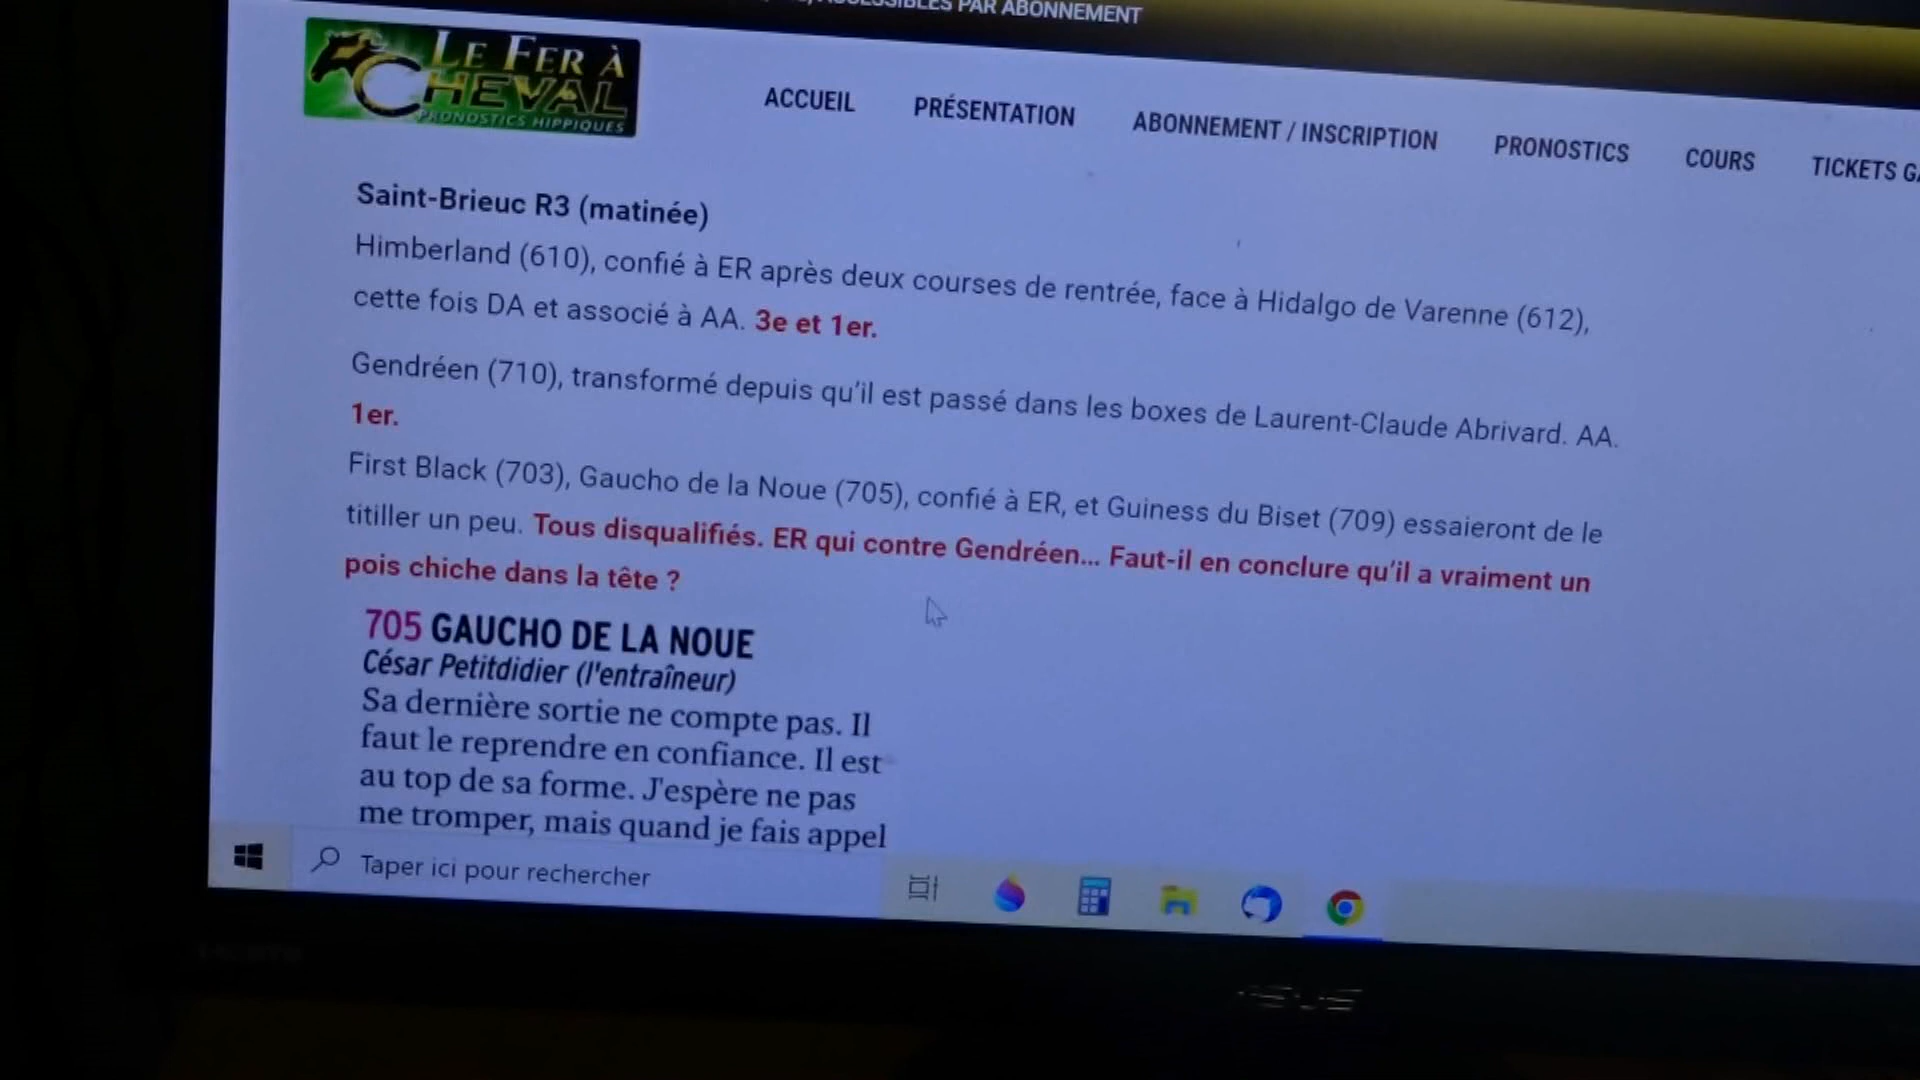 ACCESSIBLES PAR ABONNEMENT
LE FER À
CHEVAL
PRONOSTICS HIPPIQUES
ACCUEIL PRÉSENTATION ABONNEMENT / INSCRIPTION PRONOSTICS COURS TICKETS
Saint-Brieuc R3 (matinée)
Himberland (610), confié à ER après deux courses de rentrée, face à Hidalgo de Varenne (612),
cette fois DA et associé à AA. 3e et 1er.
Gendréen (710), transformé depuis qu'il est passé dans les boxes de Laurent-Claude Abrivard. AA.
1er.
First Black (703), Gaucho de la Noue (705), confié à ER, et Guiness du Biset (709) essaieront de le
titiller un peu. Tous disqualifiés. ER qui contre Gendréen... Faut-il en conclure qu'il a vraiment un
pois chiche dans la tête ?
705 GAUCHO DE LA NOUE
César Petitdidier (l'entraîneur)
Sa dernière sortie ne compte pas. Il
faut le reprendre en confiance. Il est
au top de sa forme. J'espère ne pas
me tromper, mais quand je fais appel
Taper ici pour rechercher
HDMI
ASUS